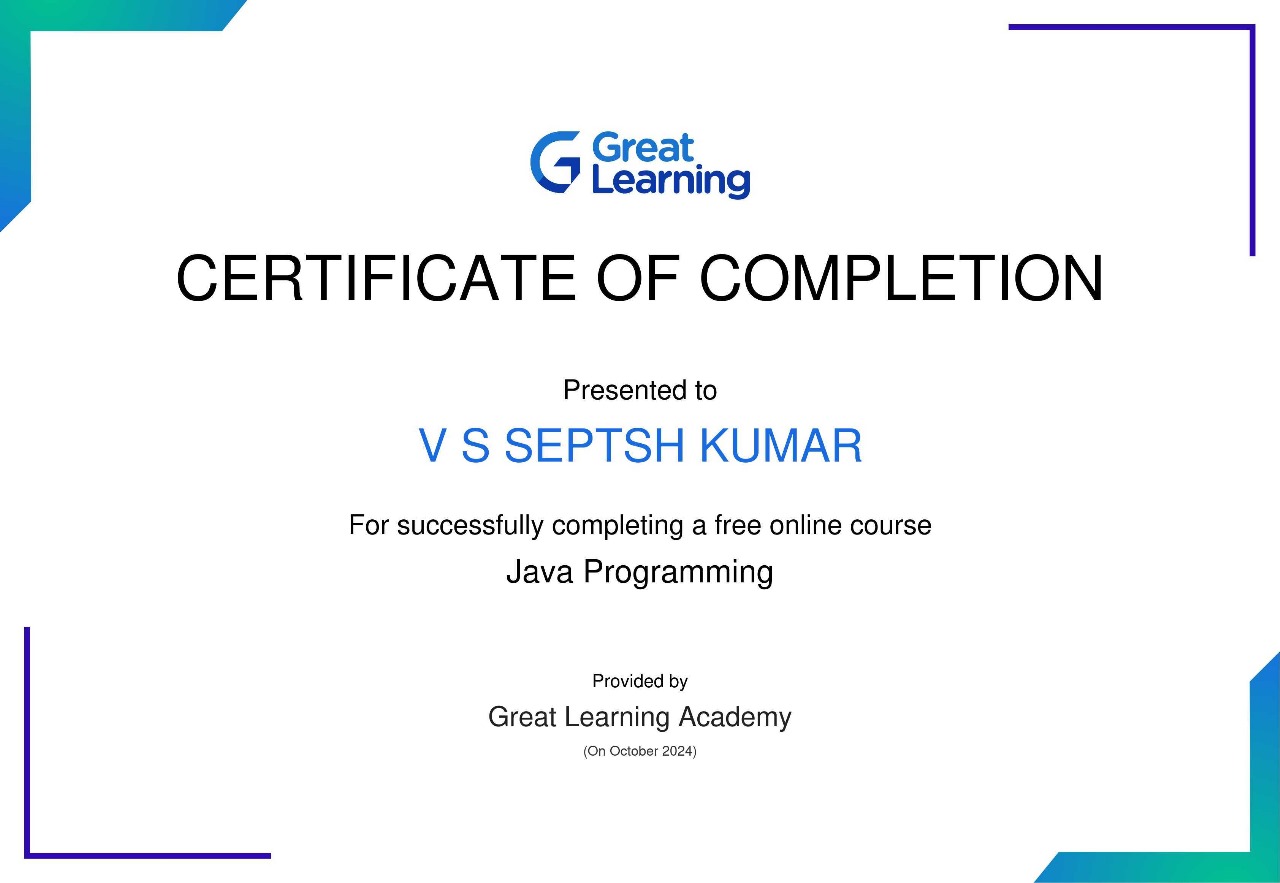 Great
Learning
CERTIFICATE OF COMPLETION
Presented to
V S SEPTSH KUMAR
For successfully completing a free online course
Java Programming
Provided by
Great Learning Academy
(On October 2024)